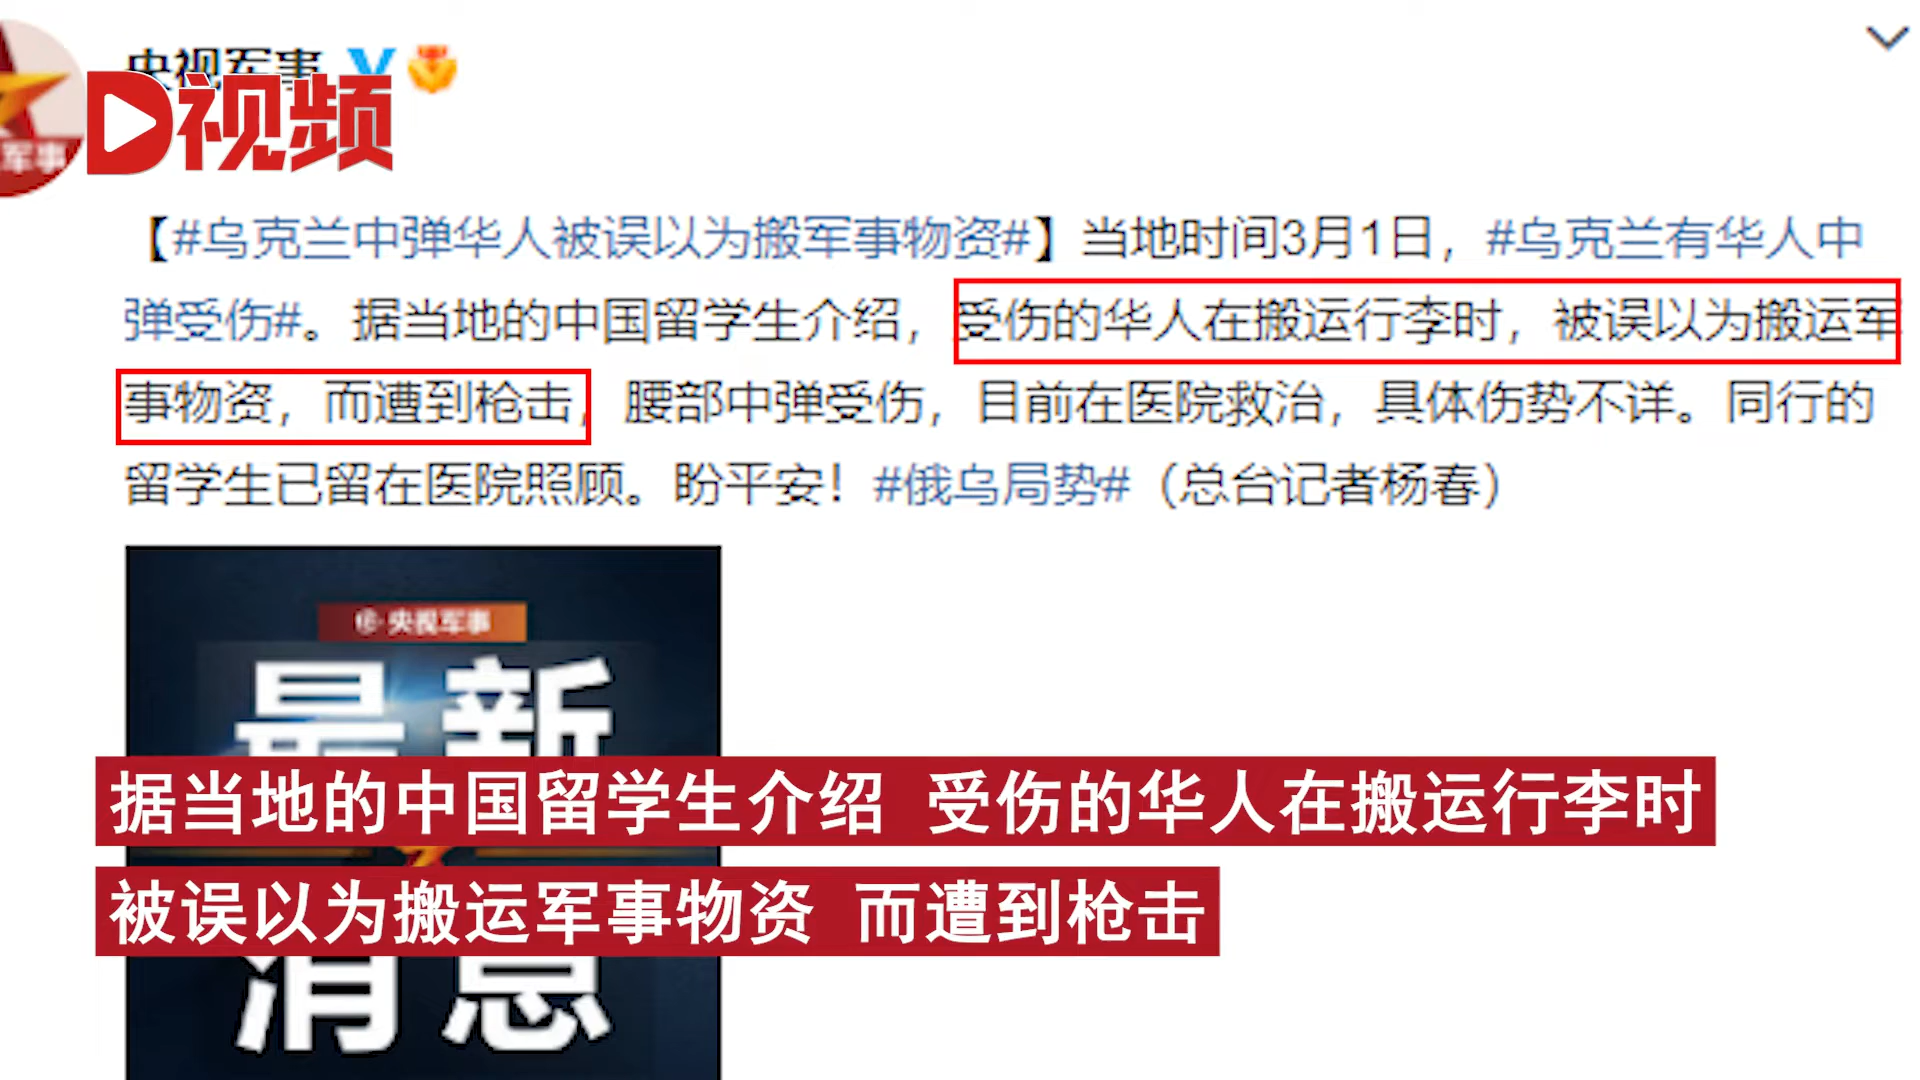 央视军事
军事
视频
【#乌克兰中弹华人被误以为搬军事物资#】当地时间3月1日，#乌克兰有华人中
弹受伤#。据当地的中国留学生介绍，受伤的华人在搬运行李时，被误以为搬运军
事物资，而遭到枪击，腰部中弹受伤，目前在医院救治，具体伤势不详。同行的
留学生已留在医院照顾。盼平安！#俄乌局势#（总台记者杨春）
央视军事
最新
据当地的中国留学生介绍 受伤的华人在搬运行李时
被误以为搬运军事物资 而遭到枪击
消息